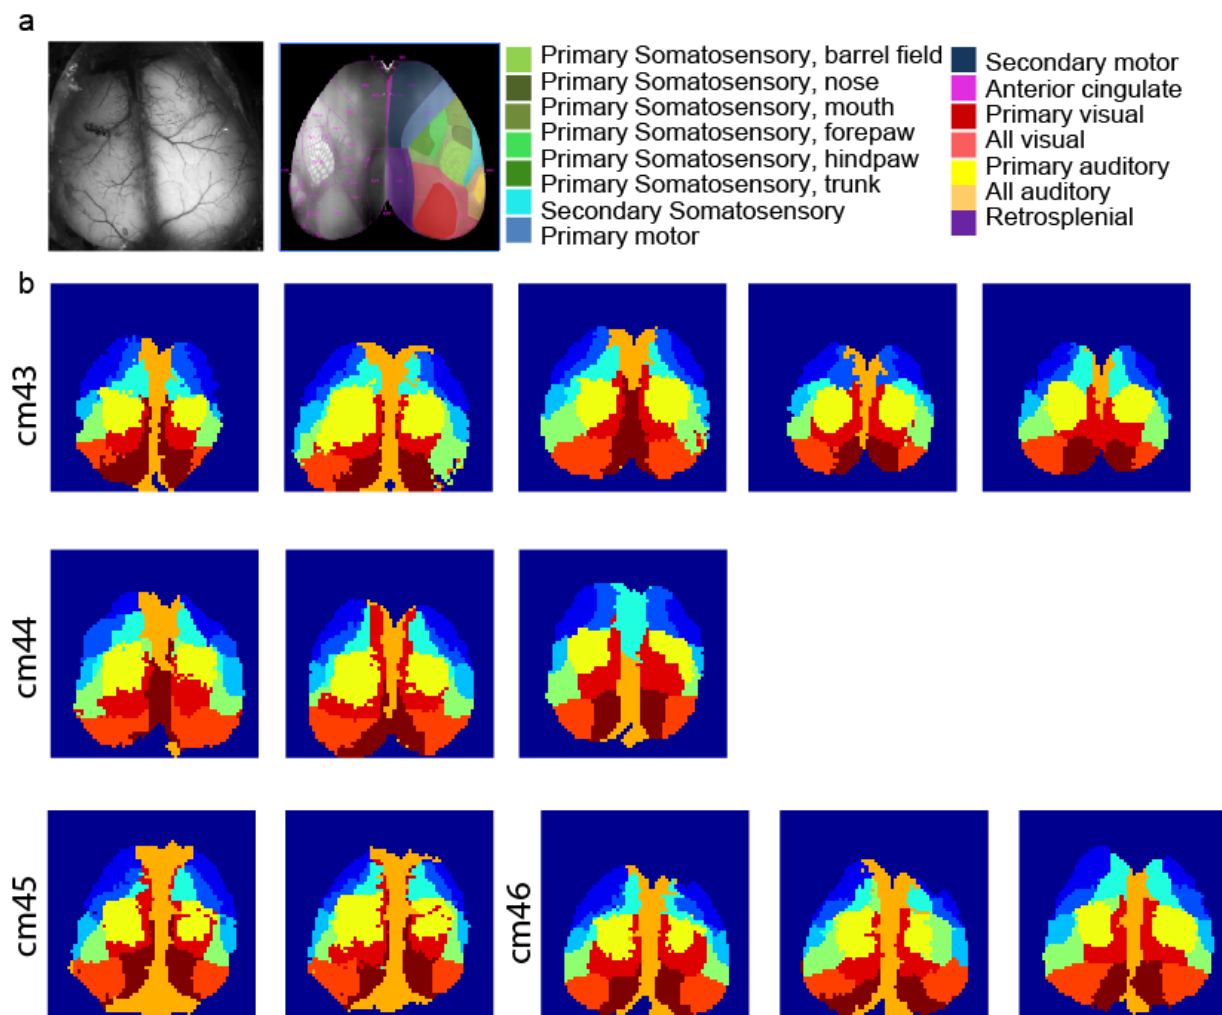 a
Primary Somatosensory, barrel field
Primary Somatosensory, nose
Primary Somatosensory, mouth
Primary Somatosensory, forepaw
Primary Somatosensory, hindpaw
Primary Somatosensory, trunk
Secondary Somatosensory
Primary motor
Secondary motor
Anterior cingulate
Primary visual
All visual
Primary auditory
All auditory
Retrosplenial
b
cm43
cm44
cm45
cm46